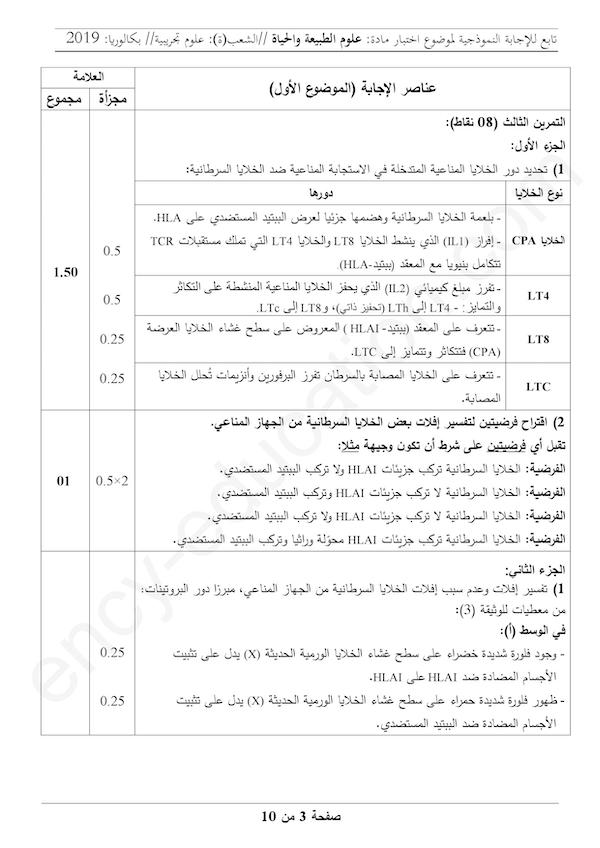 تابع للإجابة النموذجية لموضوع اختبار مادة: علوم الطبيعة والحياة //الشعب(ة): علوم تجريبية// بكالوريا: 2019
عناصر الإجابة (الموضوع الأول)
العلامة
مجزأة
مجموع
التمرين الثالث (08 نقاط):
الجزء الأول:
1) تحديد دور الخلايا المناعية المتدخلة في الاستجابة المناعية ضد الخلايا السرطانية:
نوع الخلايا
دورها
الخلايا CPA
- بلعمة الخلايا السرطانية وهضمها جزئيا لعرض الببتيد المستضدي على HLA.
- إفراز (IL1) الذي ينشط الخلايا LT8 والخلايا LT4 التي تملك مستقبلات TCR
تتكامل بنيويا مع المعقد (ببتيد-HLA).
0.5
1.50
LT4
- تفرز مبلغ كيميائي (IL2) الذي يحفز الخلايا المناعية المنشطة على التكاثر
والتمايز: - LT4 إلى LTh (تحفيز ذاتي)، و LT8 إلى LTc.
0.5
LT8
- تتعرف على المعقد (ببتيد- HLAI ) المعروض على سطح غشاء الخلايا العرضة
(CPA) فتتكاثر وتتمايز إلى LTC.
0.25
LTC
- تتعرف على الخلايا المصابة بالسرطان تفرز البرفورين وأنزيمات تُحلل الخلايا
المصابة.
0.25
2) اقتراح فرضيتين لتفسير إفلات بعض الخلايا السرطانية من الجهاز المناعي.
تقبل أي فرضيتين على شرط أن تكون وجيهة مثلا:
الفرضية: الخلايا السرطانية تركب جزيئات HLAI ولا تركب الببتيد المستضدي.
الفرضية: الخلايا السرطانية لا تركب جزيئات HLAI وتركب الببتيد المستضدي.
الفرضية: الخلايا السرطانية لا تركب جزيئات HLAI ولا تركب الببتيد المستضدي.
الفرضية: الخلايا السرطانية تركب جزيئات HLAI محوّلة وراثيا وتركب الببتيد المستضدي.
0.5×2
01
الجزء الثاني:
1) تفسير إفلات وعدم سبب إفلات الخلايا السرطانية من الجهاز المناعي، مبرزا دور البروتينات:
من معطيات للوثيقة (3):
في الوسط (أ):
- وجود فلورة شديدة خضراء على سطح غشاء الخلايا الورمية الحديثة (X) يدل على تثبيت
الأجسام المضادة ضد HLAI على HLAI.
0.25
- ظهور فلورة شديدة حمراء على سطح غشاء الخلايا الورمية الحديثة (X) يدل على تثبيت
الأجسام المضادة ضد الببتيد المستضدي.
0.25
صفحة 3 من 10
ency-education.com